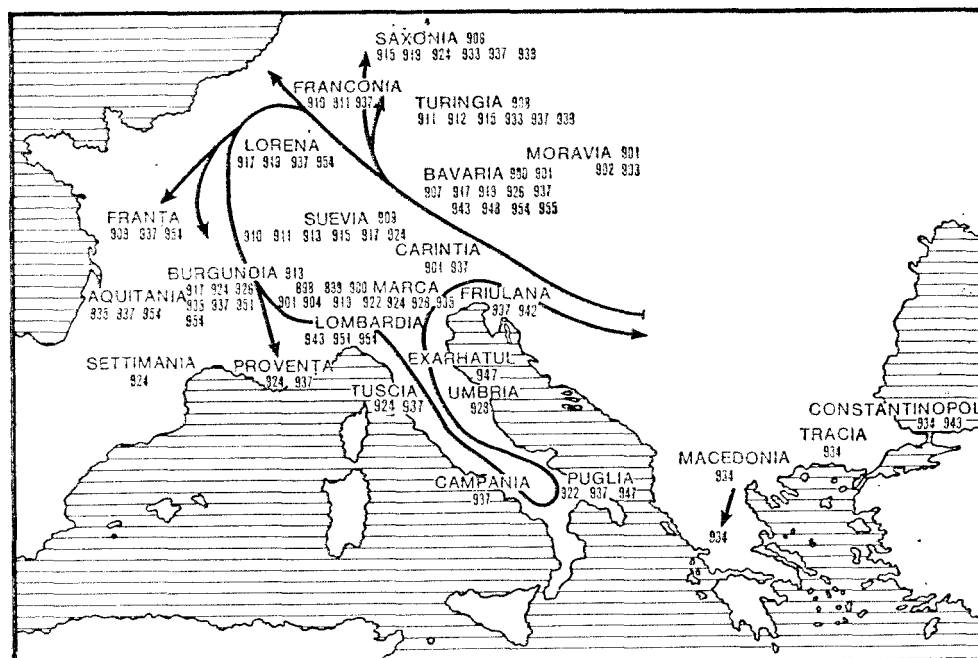 SAXONIA 906
915 919 924 933 937 938
FRANCONIA
910 911 937
TURINGIA 908
911 912 915 933 937 939
LORENA
917 919 937 954
MORAVIA 901
902 903
BAVARIA 900 901
907 917 919 926 937
943 948 954 955
FRANTA
909 937 954
SUEVIA 909
910 911 913 915 917 924
CARINTIA
901 937
BURGUNDIA 913
917 924 926
935 937 951
954
AQUITANIA
935 937 954
898 899 900 MARCA
901 904 910 922 924 926 935
FRIULANA
937 942
LOMBARDIA
943 951 954
SETTIMANIA
924
PROVENTA
924 937
EXARHATUL
947
TUSCIA
924 937
UMBRIA
928
CONSTANTINOPOL
934 943
TRACIA
934
MACEDONIA
934
934
CAMPANIA
937
PUGLIA
922 937 947